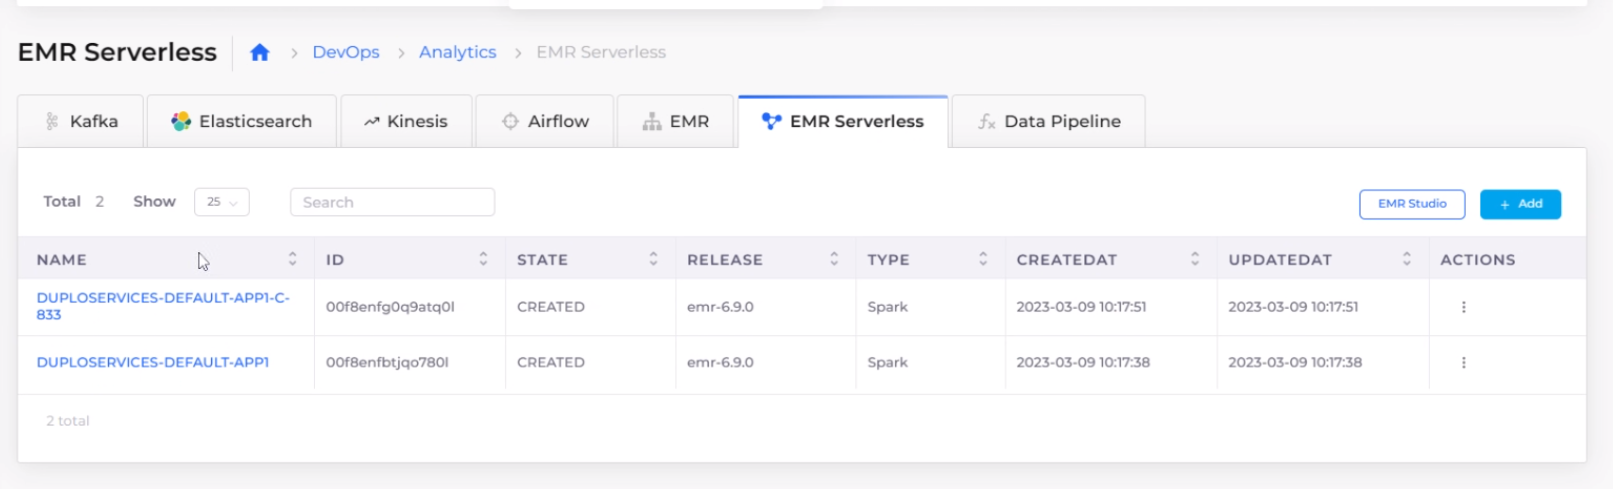 EMR Serverless > DevOps > Analytics > EMR Serverless
Kafka Elasticsearch Kinesis Airflow EMR EMR Serverless Data Pipeline
Total 2 Show 25 Search EMR Studio + Add
NAME ID STATE RELEASE TYPE CREATEDAT UPDATEDAT ACTIONS
DUPLOSERVICES-DEFAULT-APP1-C-
833 00f8enfg0q9atq0l CREATED emr-6.9.0 Spark 2023-03-09 10:17:51 2023-03-09 10:17:51
DUPLOSERVICES-DEFAULT-APP1 00f8enfbtjqo780l CREATED emr-6.9.0 Spark 2023-03-09 10:17:38 2023-03-09 10:17:38
2 total